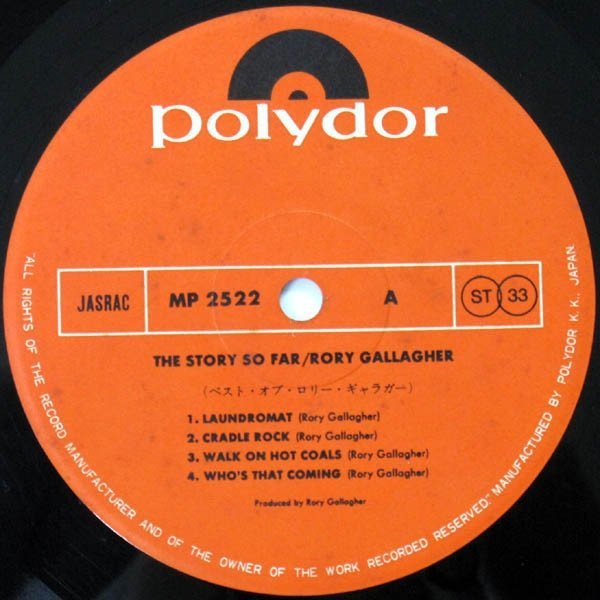 polydor
JASRAC
MP 2522
A
ST 33
THE STORY SO FAR/RORY GALLAGHER
(ベスト・オブ・ロリー・ギャラガー)
1. LAUNDROMAT (Rory Gallagher)
2. CRADLE ROCK (Rory Gallagher)
3. WALK ON HOT COALS (Rory Gallagher)
4. WHO'S THAT COMING (Rory Gallagher)
Produced by Rory Gallagher
"ALL RIGHTS OF THE RECORD MANUFACTURER AND OF THE OWNER OF THE WORK RECORDED RESERVED." MANUFACTURED BY POLYDOR K.K., JAPAN.